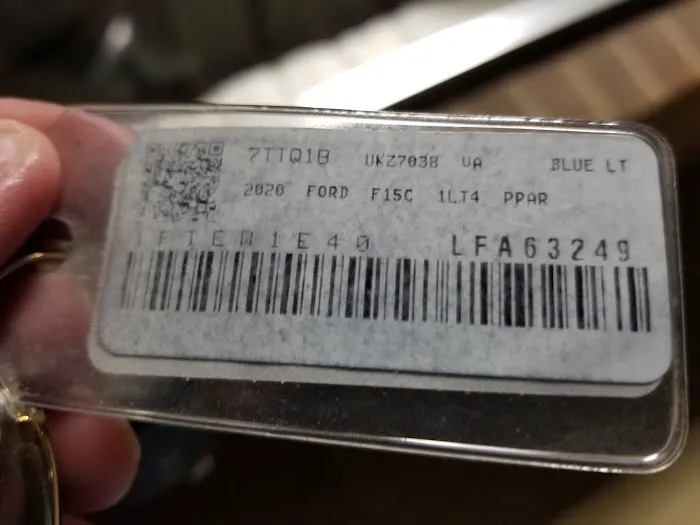 7TTQ1B UKZ7038 VA BLUE LT
2020 FORD F15C 1LT4 PPAR
1FTEW1E40 LFA63249